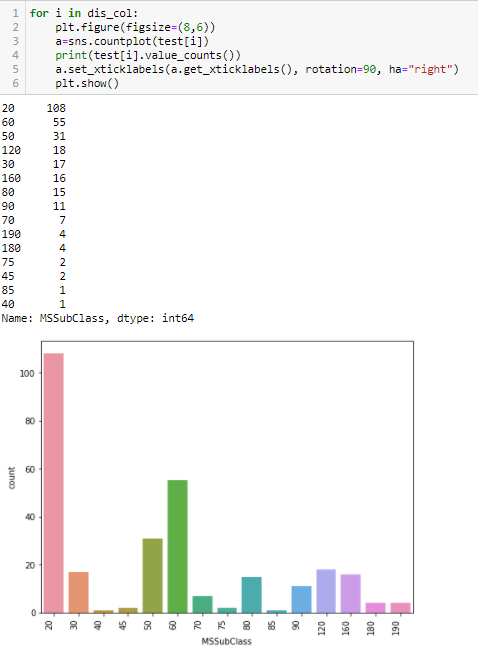 1 for i in dis_col:
2     plt.figure(figsize=(8,6))
3     a=sns.countplot(test[i])
4     print(test[i].value_counts())
5     a.set_xticklabels(a.get_xticklabels(), rotation=90, ha="right")
6     plt.show()
20 108
60 55
50 31
120 18
30 17
160 16
80 15
90 11
70 7
190 4
180 4
75 2
45 2
85 1
40 1
Name: MSSubClass, dtype: int64
100
80
60
40
20
0
count
20 30 40 45 50 60 70 75 80 85 90 120 160 180 190
MSSubClass